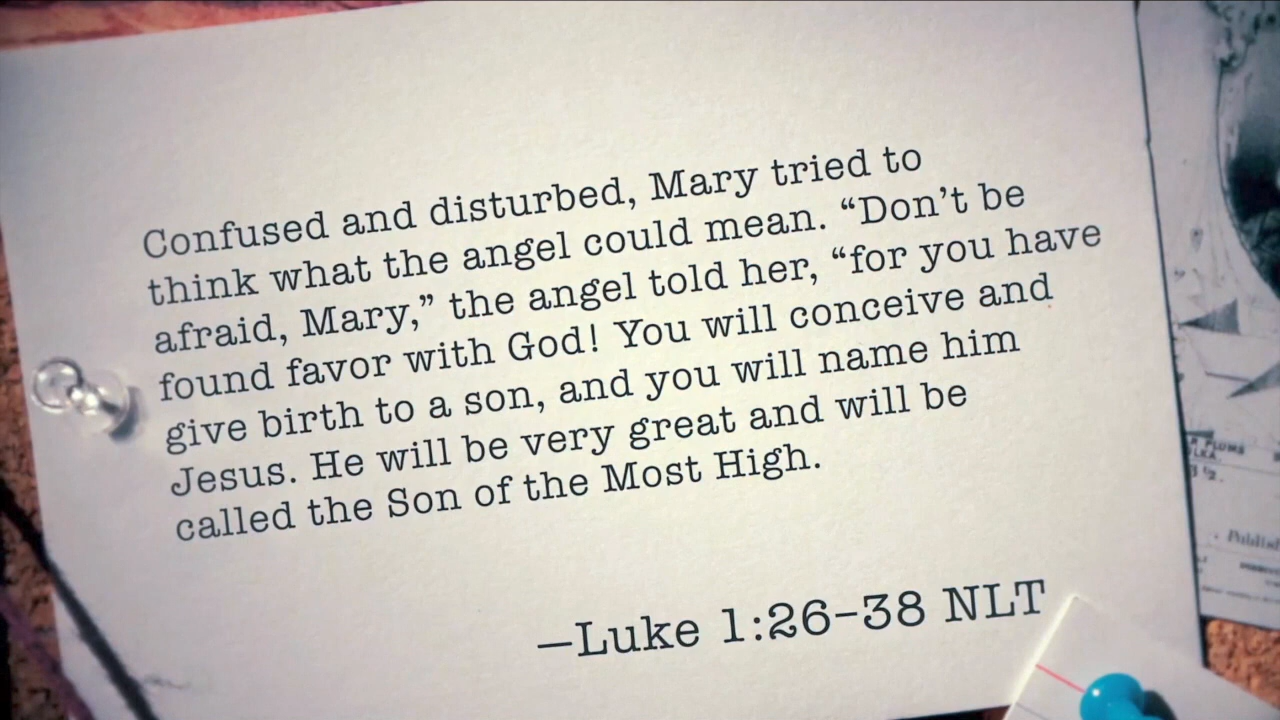 Confused and disturbed, Mary tried to
think what the angel could mean. “Don’t be
afraid, Mary,” the angel told her, “for you have
found favor with God! You will conceive and
give birth to a son, and you will name him
Jesus. He will be very great and will be
called the Son of the Most High.
—Luke 1:26-38 NLT
PLUMB